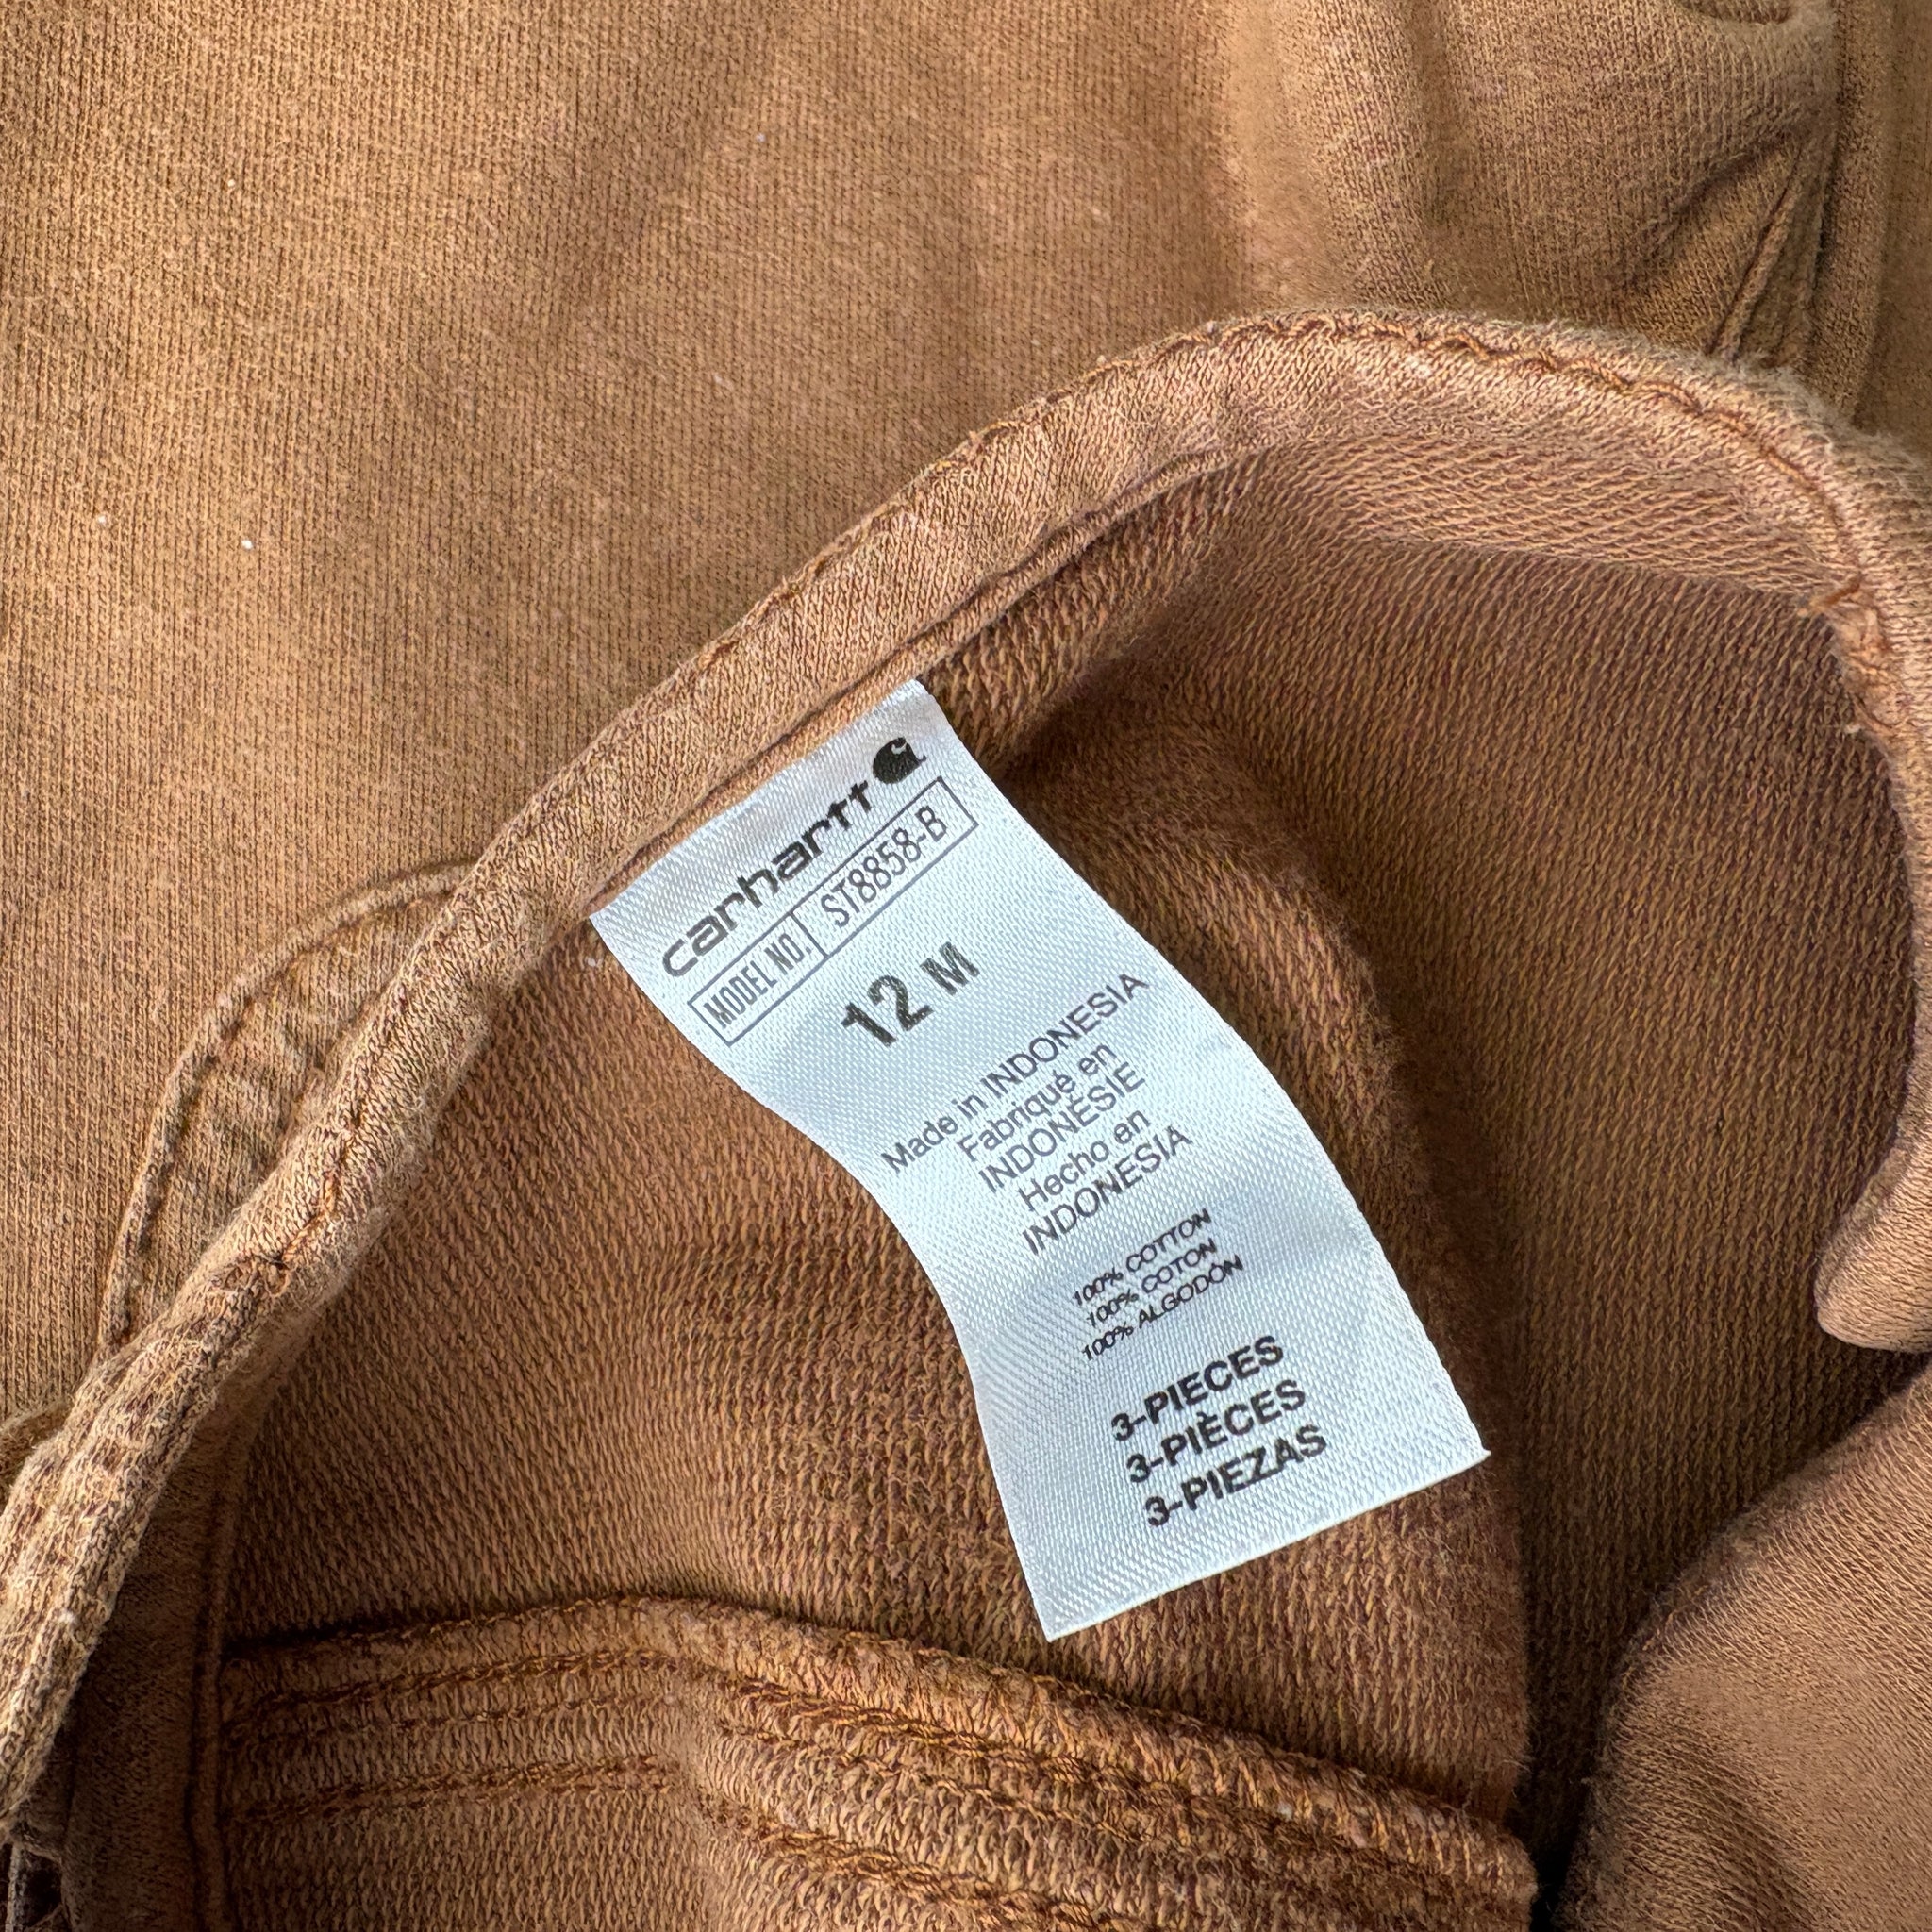 carhartt
MODEL NO. ST8858-B
12 M
Made in INDONESIA
Fabriqué en
INDONÉSIE
Hecho en
INDONESIA
100% COTTON
100% COTON
100% ALGODÓN
3-PIECES
3-PIÈCES
3-PIEZAS